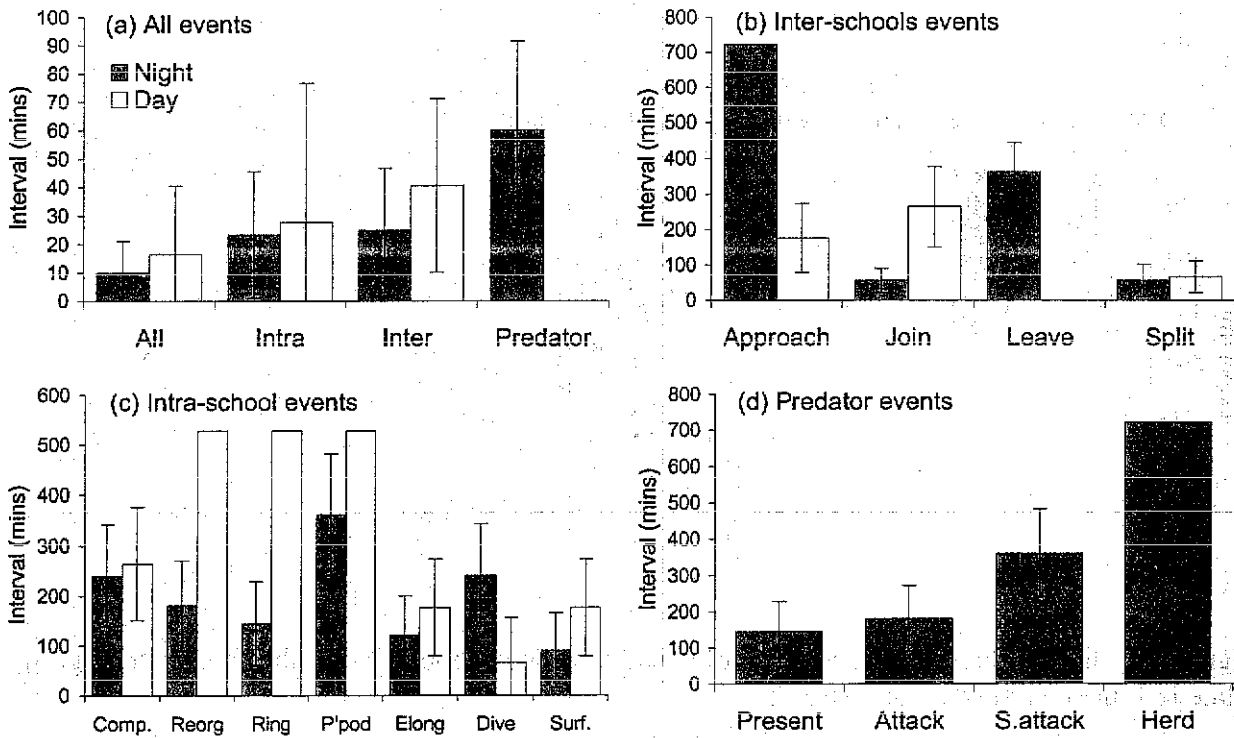 (a) All events
Night
Day
Interval (mins)
100
90
80
70
60
50
40
30
20
10
0
All Intra Inter Predator
(b) Inter-schools events
Interval (mins)
800
700
600
500
400
300
200
100
0
Approach Join Leave Split
(c) Intra-school events
Interval (mins)
600
500
400
300
200
100
0
Comp. Reorg Ring P'pod Elong Dive Surf.
(d) Predator events
Interval (mins)
800
700
600
500
400
300
200
100
0
Present Attack S.attack Herd